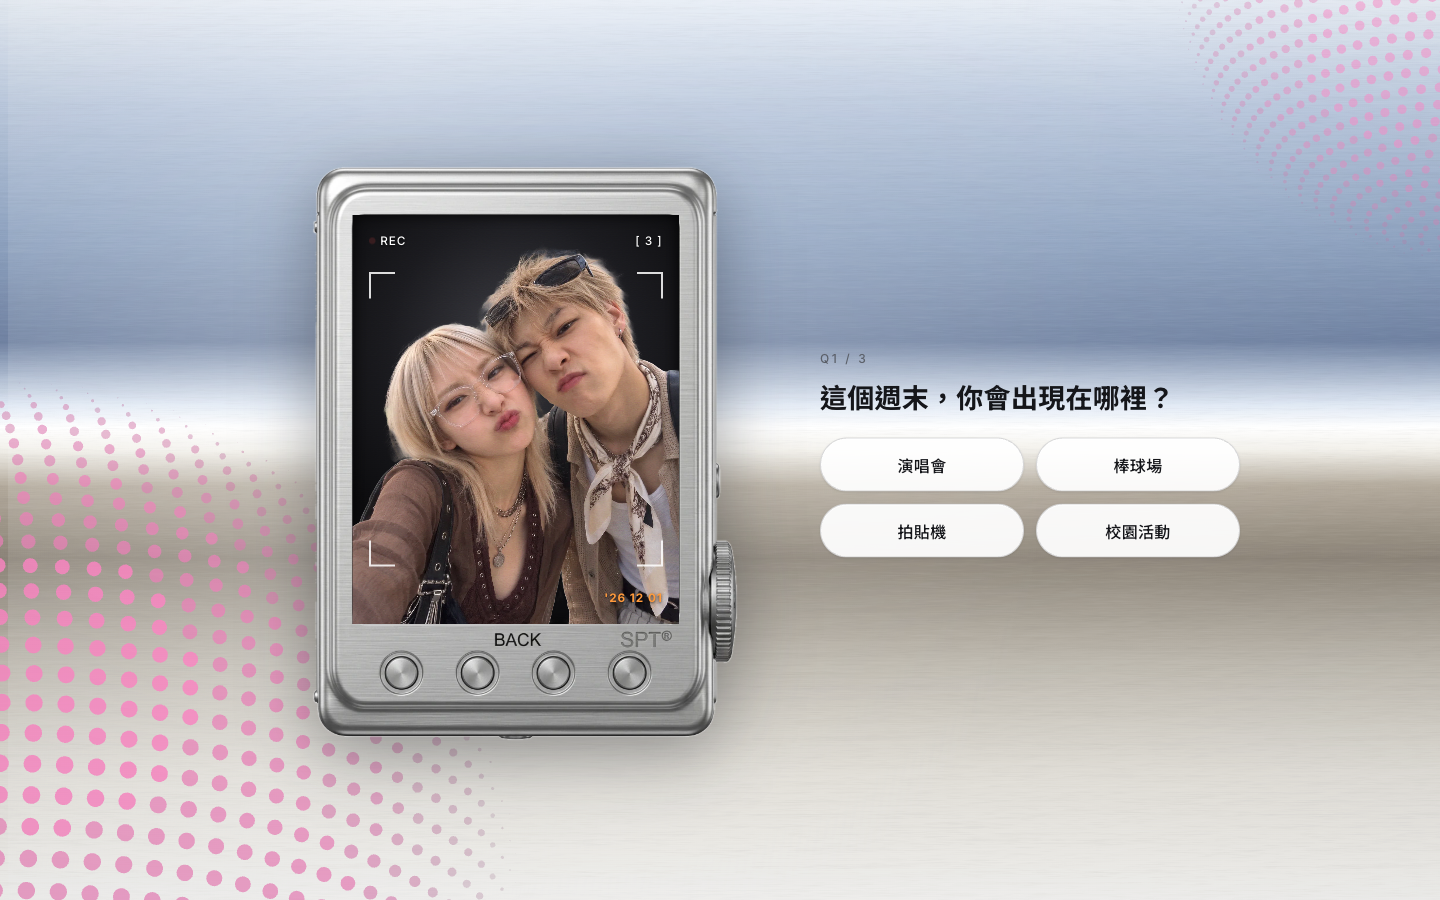 REC
[ 3 ]
'26 12 01
BACK
SPT®
Q1 / 3
這個週末，你會出現在哪裡？
演唱會
棒球場
拍貼機
校園活動